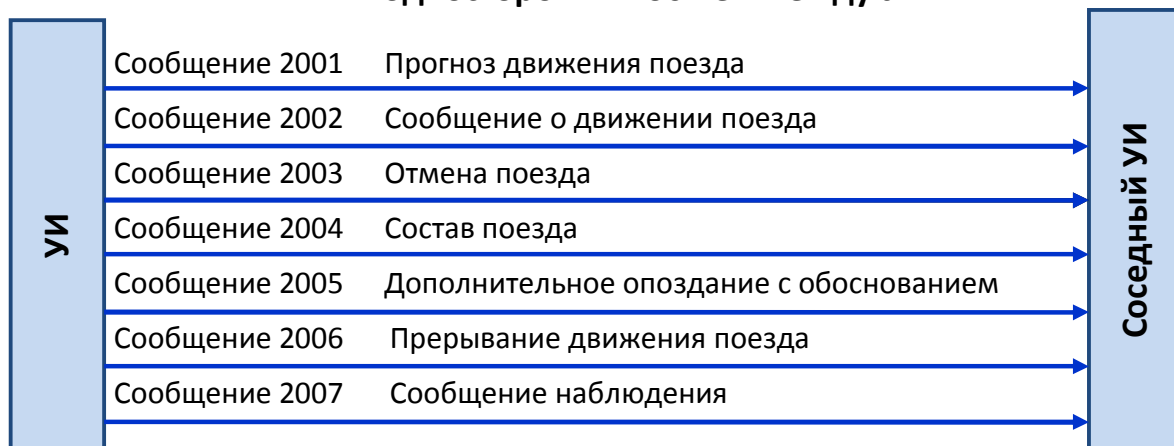 УИ
Сообщение 2001 Прогноз движения поезда
Сообщение 2002 Сообщение о движении поезда
Сообщение 2003 Отмена поезда
Сообщение 2004 Состав поезда
Сообщение 2005 Дополнительное опоздание с обоснованием
Сообщение 2006 Прерывание движения поезда
Сообщение 2007 Сообщение наблюдения
Соседный УИ